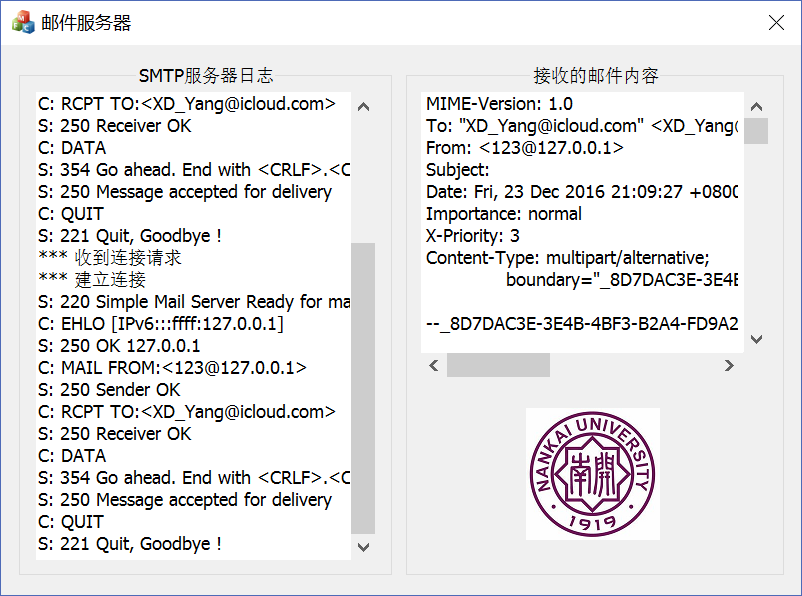 邮件服务器
SMTP服务器日志
C: RCPT TO:<XD_Yang@icloud.com>
S: 250 Receiver OK
C: DATA
S: 354 Go ahead. End with <CRLF>.<C
S: 250 Message accepted for delivery
C: QUIT
S: 221 Quit, Goodbye !
*** 收到连接请求
*** 建立连接
S: 220 Simple Mail Server Ready for ma
C: EHLO [IPv6:::ffff:127.0.0.1]
S: 250 OK 127.0.0.1
C: MAIL FROM:<123@127.0.0.1>
S: 250 Sender OK
C: RCPT TO:<XD_Yang@icloud.com>
S: 250 Receiver OK
C: DATA
S: 354 Go ahead. End with <CRLF>.<C
S: 250 Message accepted for delivery
C: QUIT
S: 221 Quit, Goodbye !
接收的邮件内容
MIME-Version: 1.0
To: "XD_Yang@icloud.com" <XD_Yang@
From: <123@127.0.0.1>
Subject:
Date: Fri, 23 Dec 2016 21:09:27 +0800
Importance: normal
X-Priority: 3
Content-Type: multipart/alternative;
boundary="_8D7DAC3E-3E4B
--_8D7DAC3E-3E4B-4BF3-B2A4-FD9A2
NANKAI UNIVERSITY
南開
1919